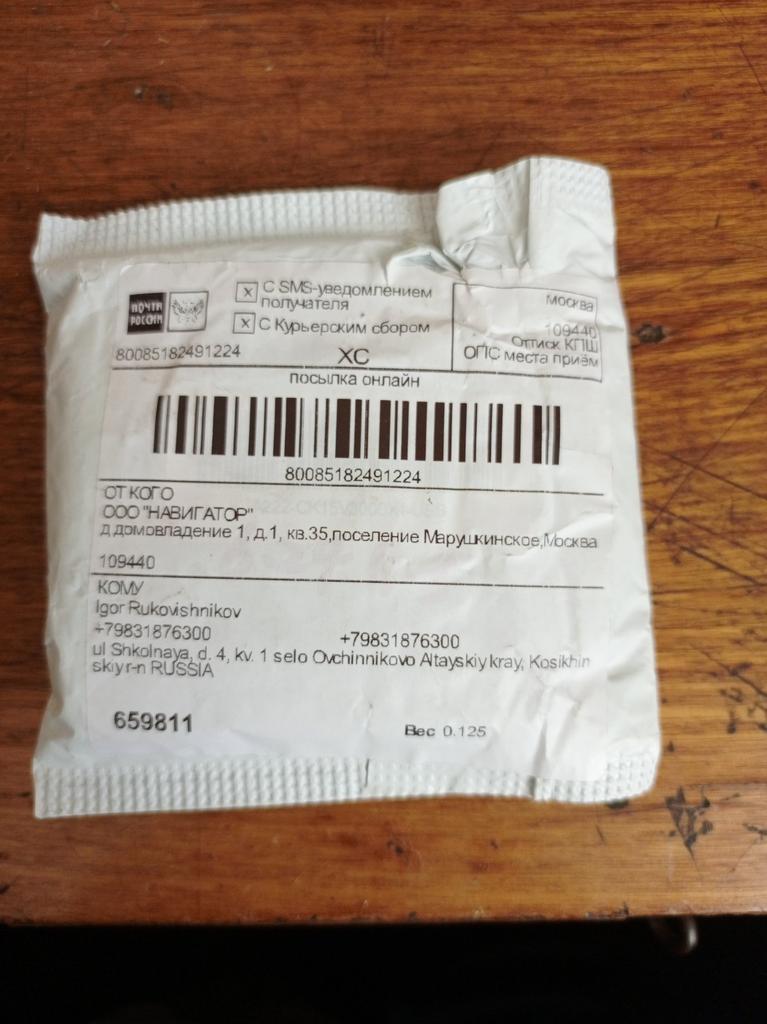 ПОЧТА РОССИИ
x С SMS-уведомлением получателя
x С Курьерским сбором
Москва
109440
Оттиск КПШ
ОПС места приём
80085182491224
ХС
посылка онлайн
80085182491224
ОТ КОГО
ООО "НАВИГАТОР"
д домовладение 1, д.1, кв.35,поселение Марушкинское,Москва
109440
КОМУ
Igor Rukovishnikov
+79831876300 +79831876300
ul Shkolnaya, d. 4, kv. 1 selo Ovchinnikovo Altayskiy kray, Kosikhin
skiy r-n RUSSIA
659811
Вес 0.125